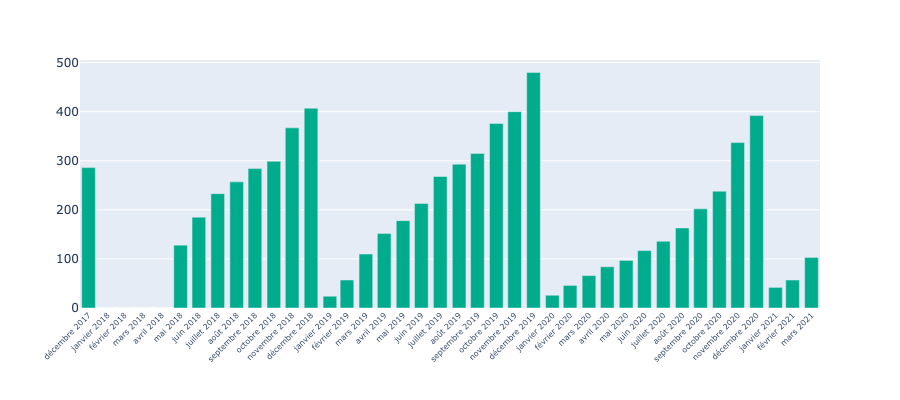 500
400
300
200
100
0
décembre 2017
janvier 2018
février 2018
mars 2018
avril 2018
mai 2018
juin 2018
juillet 2018
août 2018
septembre 2018
octobre 2018
novembre 2018
décembre 2018
janvier 2019
février 2019
mars 2019
avril 2019
mai 2019
juin 2019
juillet 2019
août 2019
septembre 2019
octobre 2019
novembre 2019
décembre 2019
janvier 2020
février 2020
mars 2020
avril 2020
mai 2020
juin 2020
juillet 2020
août 2020
septembre 2020
octobre 2020
novembre 2020
décembre 2020
janvier 2021
février 2021
mars 2021